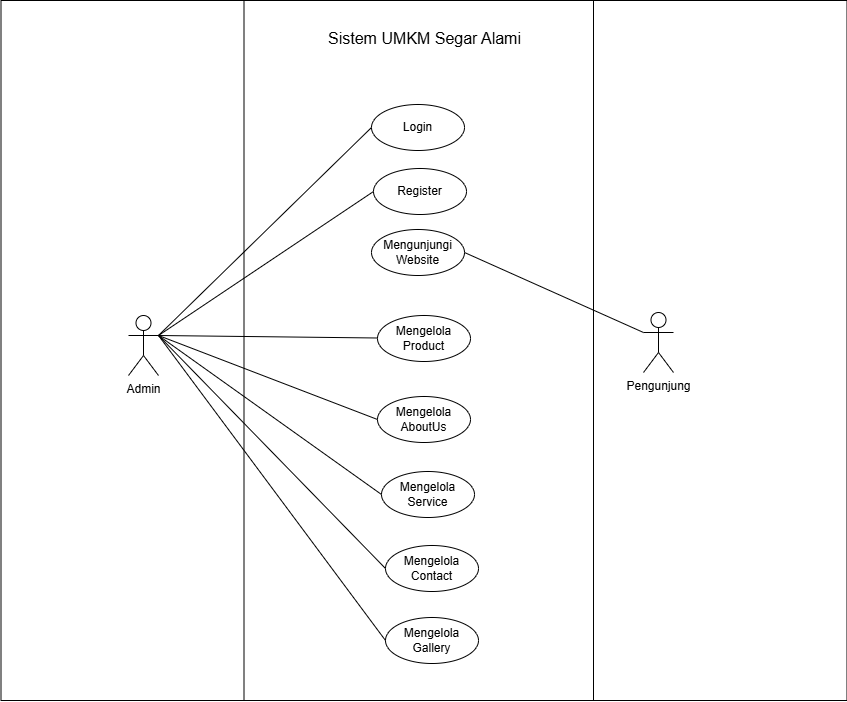 Sistem UMKM Segar Alami
Login
Register
Mengunjungi
Website
Mengelola
Product
Admin
Pengunjung
Mengelola
AboutUs
Mengelola
Service
Mengelola
Contact
Mengelola
Gallery